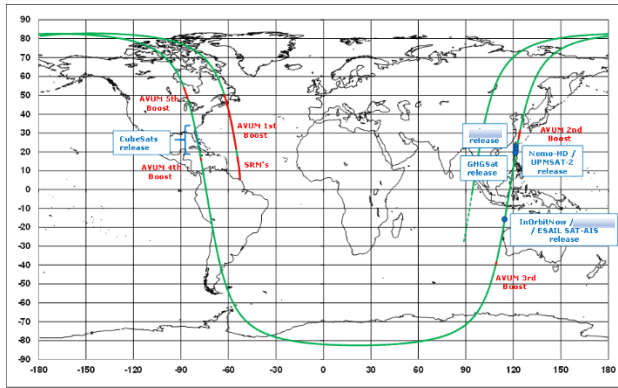 90
80
70
60
50
40
30
20
10
0
-10
-20
-30
-40
-50
-60
-70
-80
-90
AVUM 5th
Boost
CubeSats
release
AVUM 4th
Boost
AVUM 1st
Boost
SRM's
release
GHGSat
release
AVUM 2nd
Boost
Nemo-HD /
UPMSAT-2
release
InOrbitNow /
/ ESAIL SAT-AIS
release
AVUM 3rd
Boost
-180 -150 -120 -90 -60 -30 0 30 60 90 120 150 180